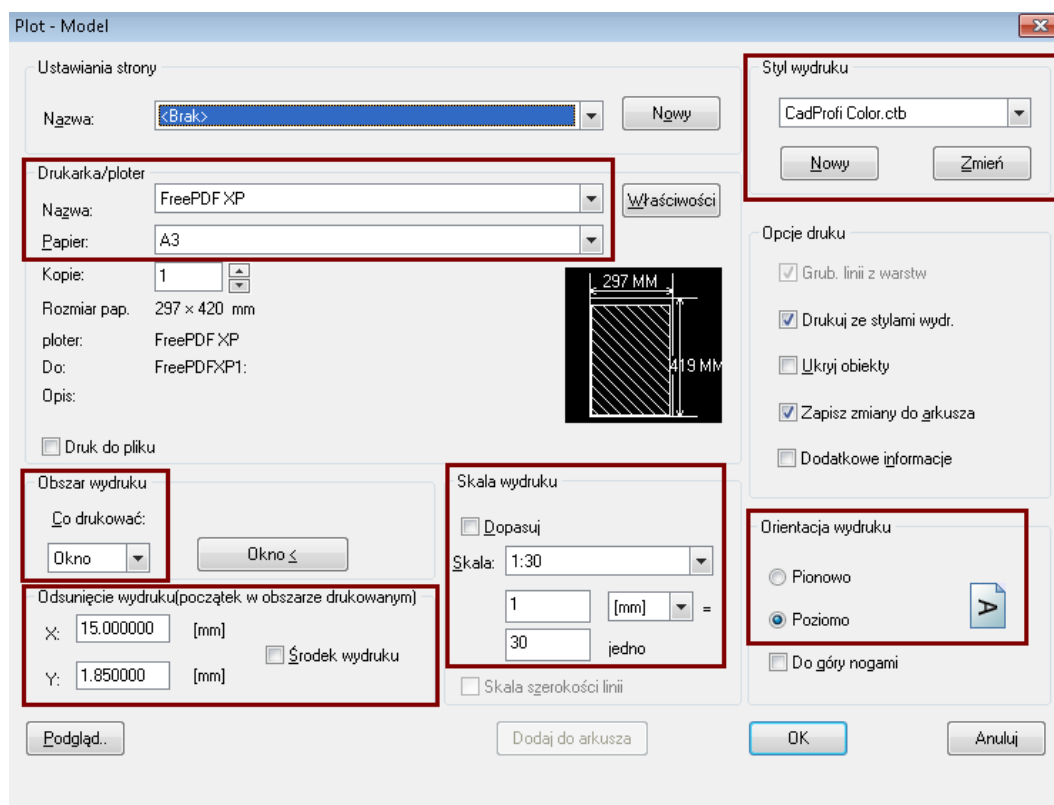 Plot - Model
Ustawiania strony
Nazwa: <Brak> Nowy
Drukarka/ploter
Nazwa: FreePDF XP Właściwości
Papier: A3
Kopie: 1
Rozmiar pap. 297 × 420 mm
ploter: FreePDF XP
Do: FreePDFXP1:
Opis:
297 MM
419 MM
Druk do pliku
Obszar wydruku
Co drukować:
Okno Okno <
Odsunięcie wydruku(początek w obszarze drukowanym)
X: 15.000000 [mm]
Środek wydruku
Y: 1.850000 [mm]
Skala wydruku
Dopasuj
Skala: 1:30
1 [mm] =
30 jedno
Skala szerokości linii
Styl wydruku
CadProfi Color.ctb
Nowy Zmień
Opcje druku
Grub. linii z warstw
Drukuj ze stylami wydr.
Ukryj obiekty
Zapisz zmiany do arkusza
Dodatkowe informacje
Orientacja wydruku
Pionowo
Poziomo
A
Do góry nogami
Podgląd.. Dodaj do arkusza OK Anuluj